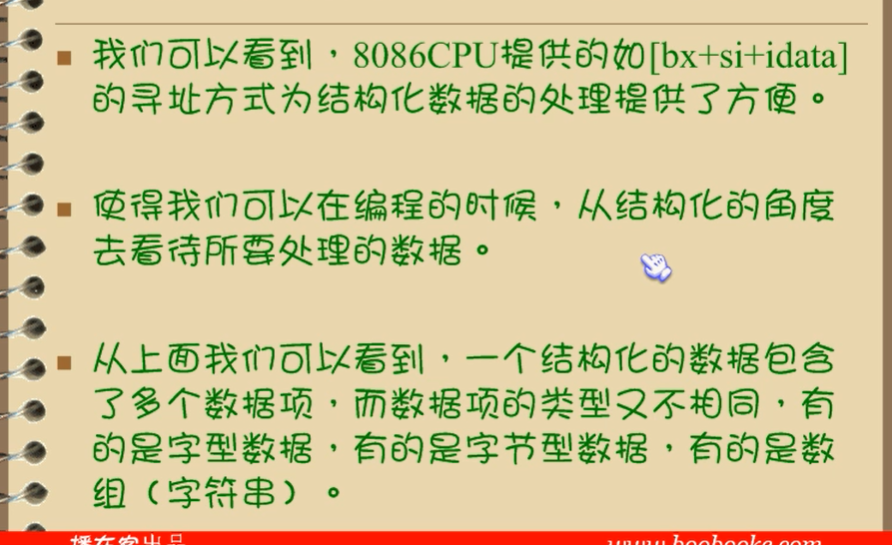 我们可以看到，8086CPU提供的如[bx+si+idata]
的寻址方式为结构化数据的处理提供了方便。
使得我们可以在编程的时候，从结构化的角度
去看待所要处理的数据。
从上面我们可以看到，一个结构化的数据包含
了多个数据项，而数据项的类型又不相同，有
的是字型数据，有的是字节型数据，有的是数
组（字符串）。
播布客出品
www.boobooke.com